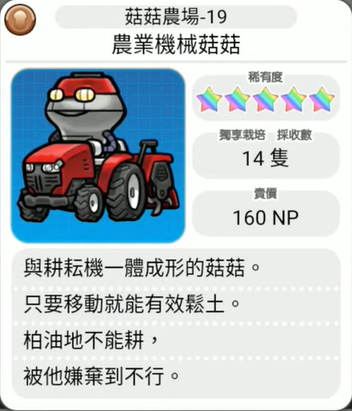 菇菇農場-19
農業機械菇菇
稀有度
獨享栽培 採收數
14 隻
賣價
160 NP
與耕耘機一體成形的菇菇。
只要移動就能有效鬆土。
柏油地不能耕，
被他嫌棄到不行。